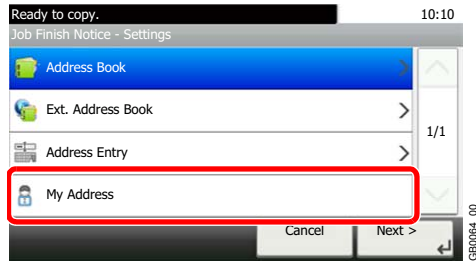 Ready to copy. 10:10
Job Finish Notice - Settings
Address Book
Ext. Address Book
1/1
Address Entry
My Address
Cancel Next >
GB0064_00